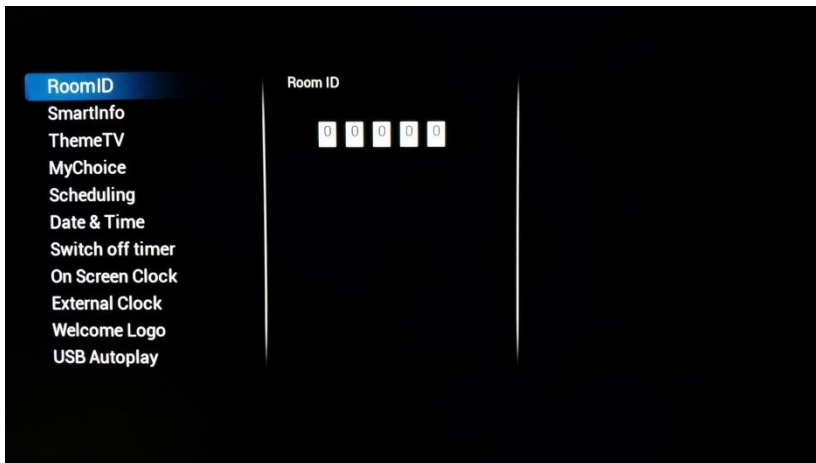 RoomID
SmartInfo
ThemeTV
MyChoice
Scheduling
Date & Time
Switch off timer
On Screen Clock
External Clock
Welcome Logo
USB Autoplay
Room ID
0 0 0 0 0